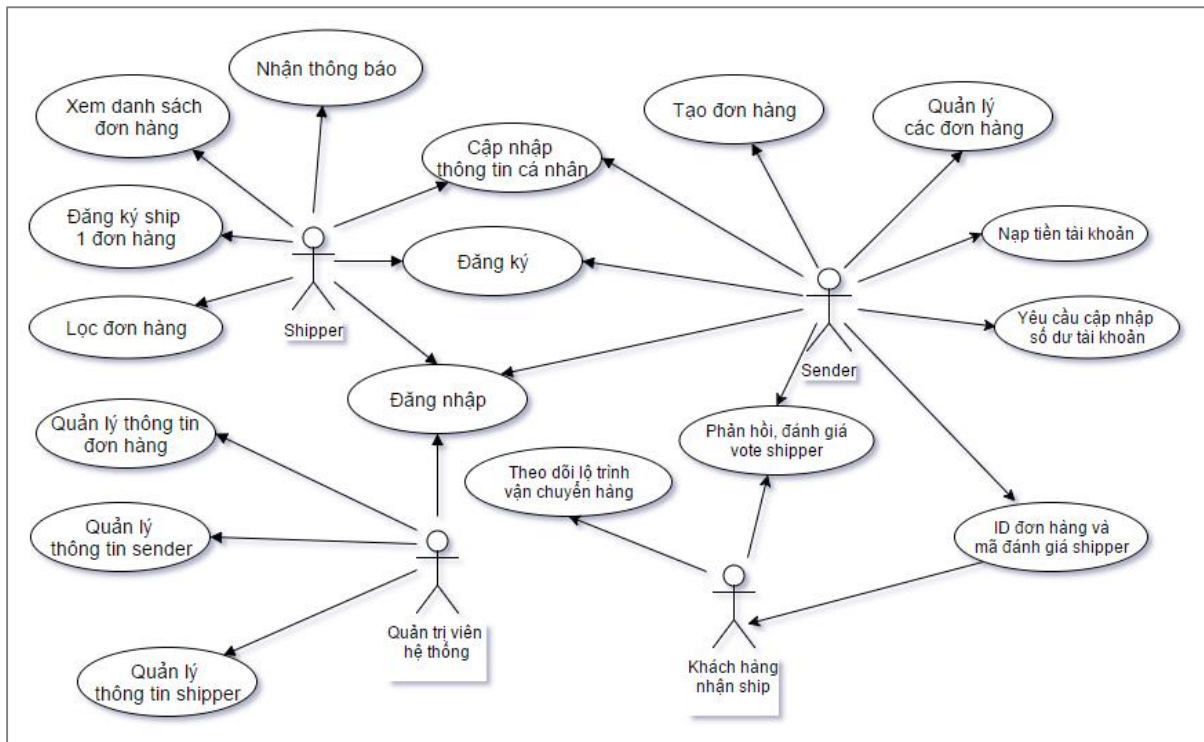 Nhận thông báo
Xem danh sách
đơn hàng
Tạo đơn hàng
Quản lý
các đơn hàng
Cập nhập
thông tin cá nhân
Đăng ký ship
1 đơn hàng
Đăng ký
Nạp tiền tài khoản
Lọc đơn hàng
Shipper
Yêu cầu cập nhập
số dư tài khoản
Sender
Đăng nhập
Quản lý thông tin
đơn hàng
Phản hồi, đánh giá
vote shipper
Theo dõi lộ trình
vận chuyển hàng
Quản lý
thông tin sender
ID đơn hàng và
mã đánh giá shipper
Quản trị viên
hệ thống
Khách hàng
nhận ship
Quản lý
thông tin shipper